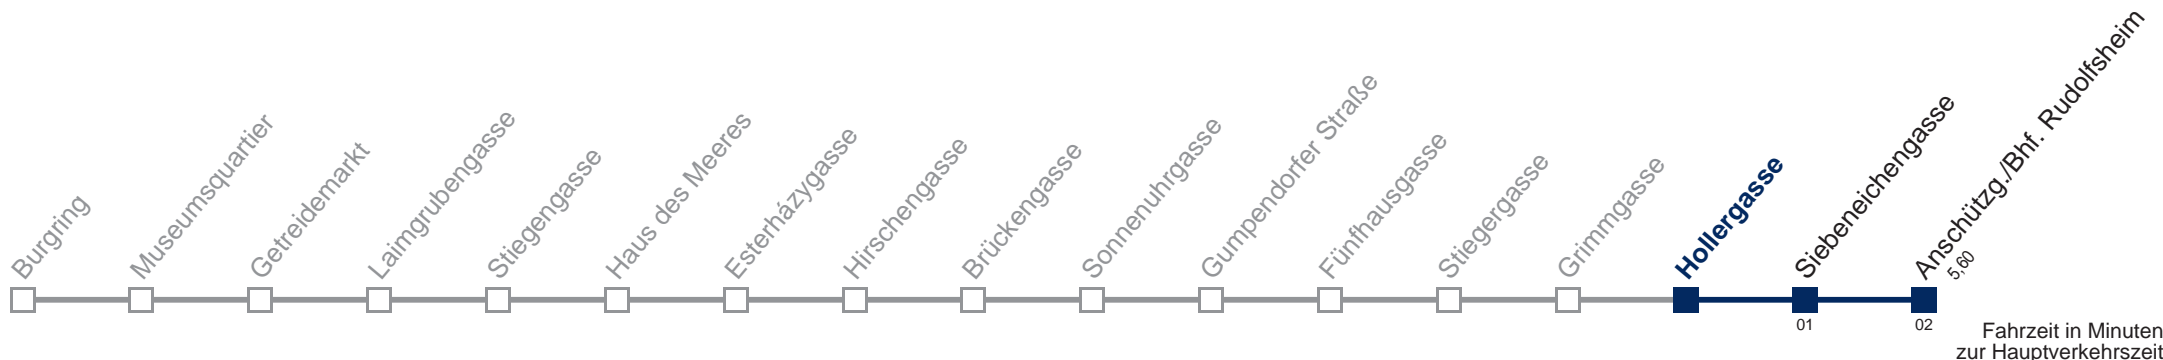 Burgring
Museumsquartier
Getreidemarkt
Laimgrubengasse
Stiegengasse
Haus des Meeres
Esterházygasse
Hirschengasse
Brückengasse
Sonnenuhrgasse
Gumpendorfer Straße
Fünfhausgasse
Stiegergasse
Grimmgasse
Hollergasse
Siebeneichengasse
Anschützg./Bhf. Rudolfsheim
5,60
01
02
Fahrzeit in Minuten
zur Hauptverkehrszeit